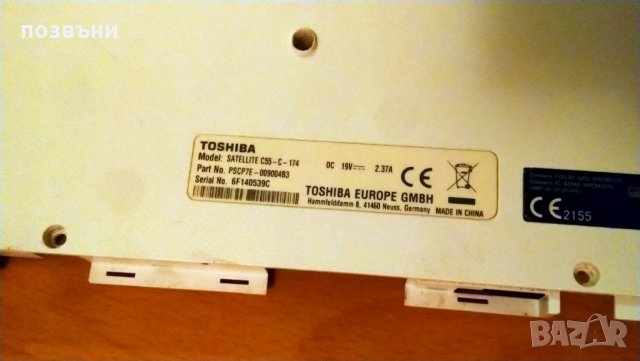 позвъни
TOSHIBA
Model: SATELLITE C55-C-174
DC 19V 2.37A
Part No. PSCP7E-009004B3
Serial No. 6F140539C
TOSHIBA EUROPE GMBH
Hammfelddamm 8, 41460 Neuss, Germany MADE IN CHINA
CE 2155
BAZAR